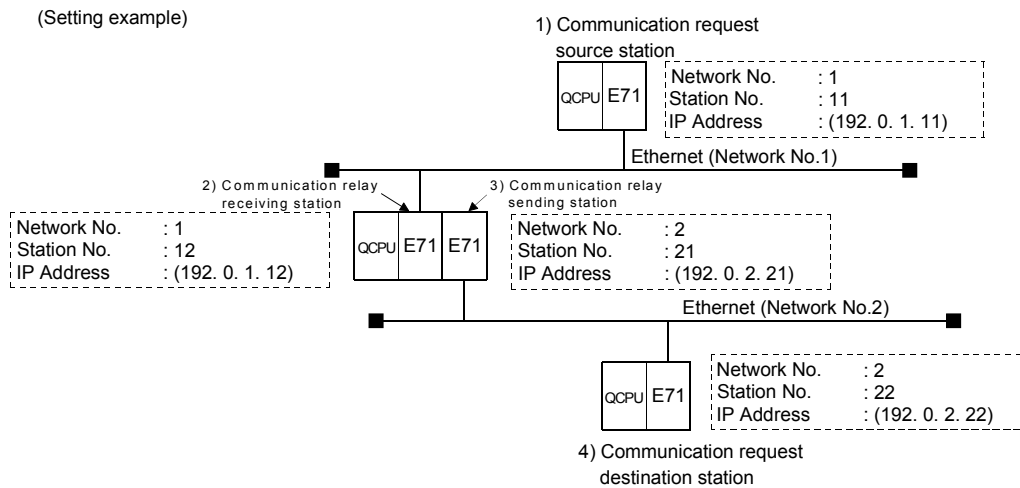 (Setting example)
1) Communication request
source station
QCPU E71
Network No. : 1
Station No. : 11
IP Address : (192. 0. 1. 11)
Ethernet (Network No.1)
2) Communication relay
receiving station
3) Communication relay
sending station
Network No. : 1
Station No. : 12
IP Address : (192. 0. 1. 12)
QCPU E71 E71
Network No. : 2
Station No. : 21
IP Address : (192. 0. 2. 21)
Ethernet (Network No.2)
QCPU E71
Network No. : 2
Station No. : 22
IP Address : (192. 0. 2. 22)
4) Communication request
destination station